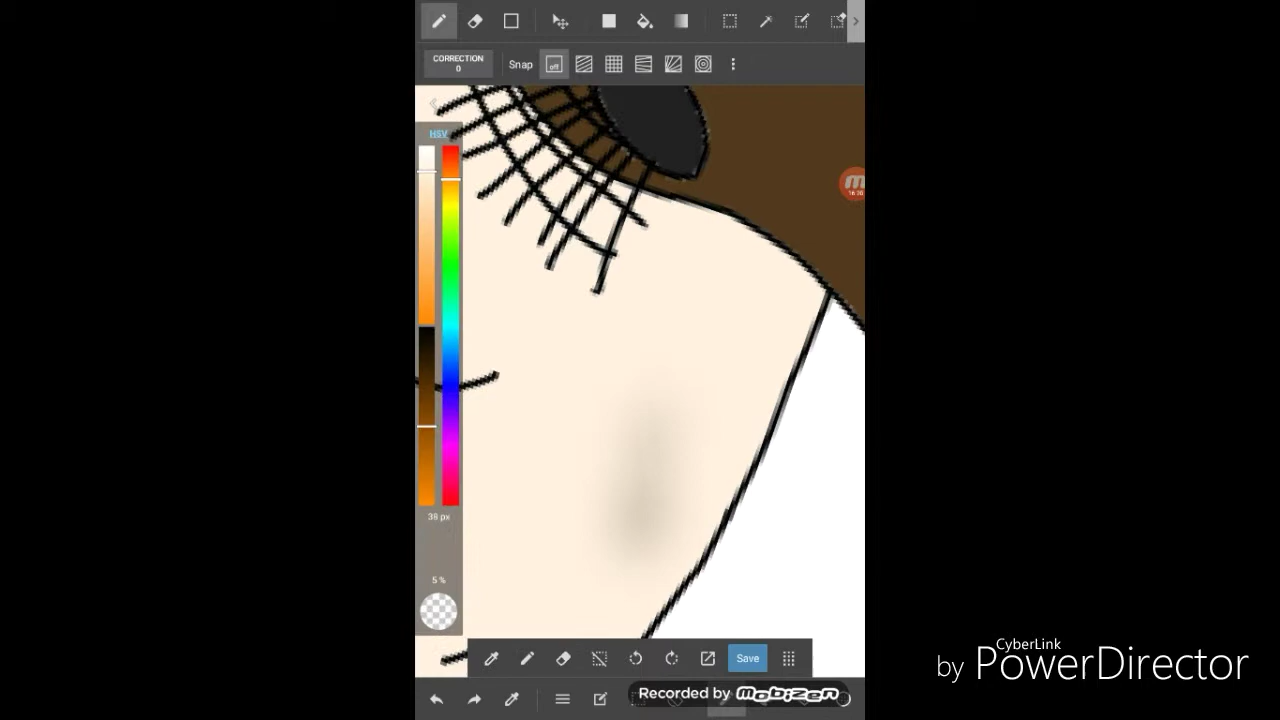 CORRECTION
0
Snap
off
HSV
38 px
5 %
Save
Recorded by MOBIZEN
CyberLink
by PowerDirector